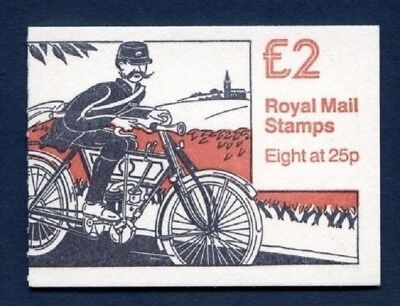 £2
Royal Mail
Stamps
Eight at 25p